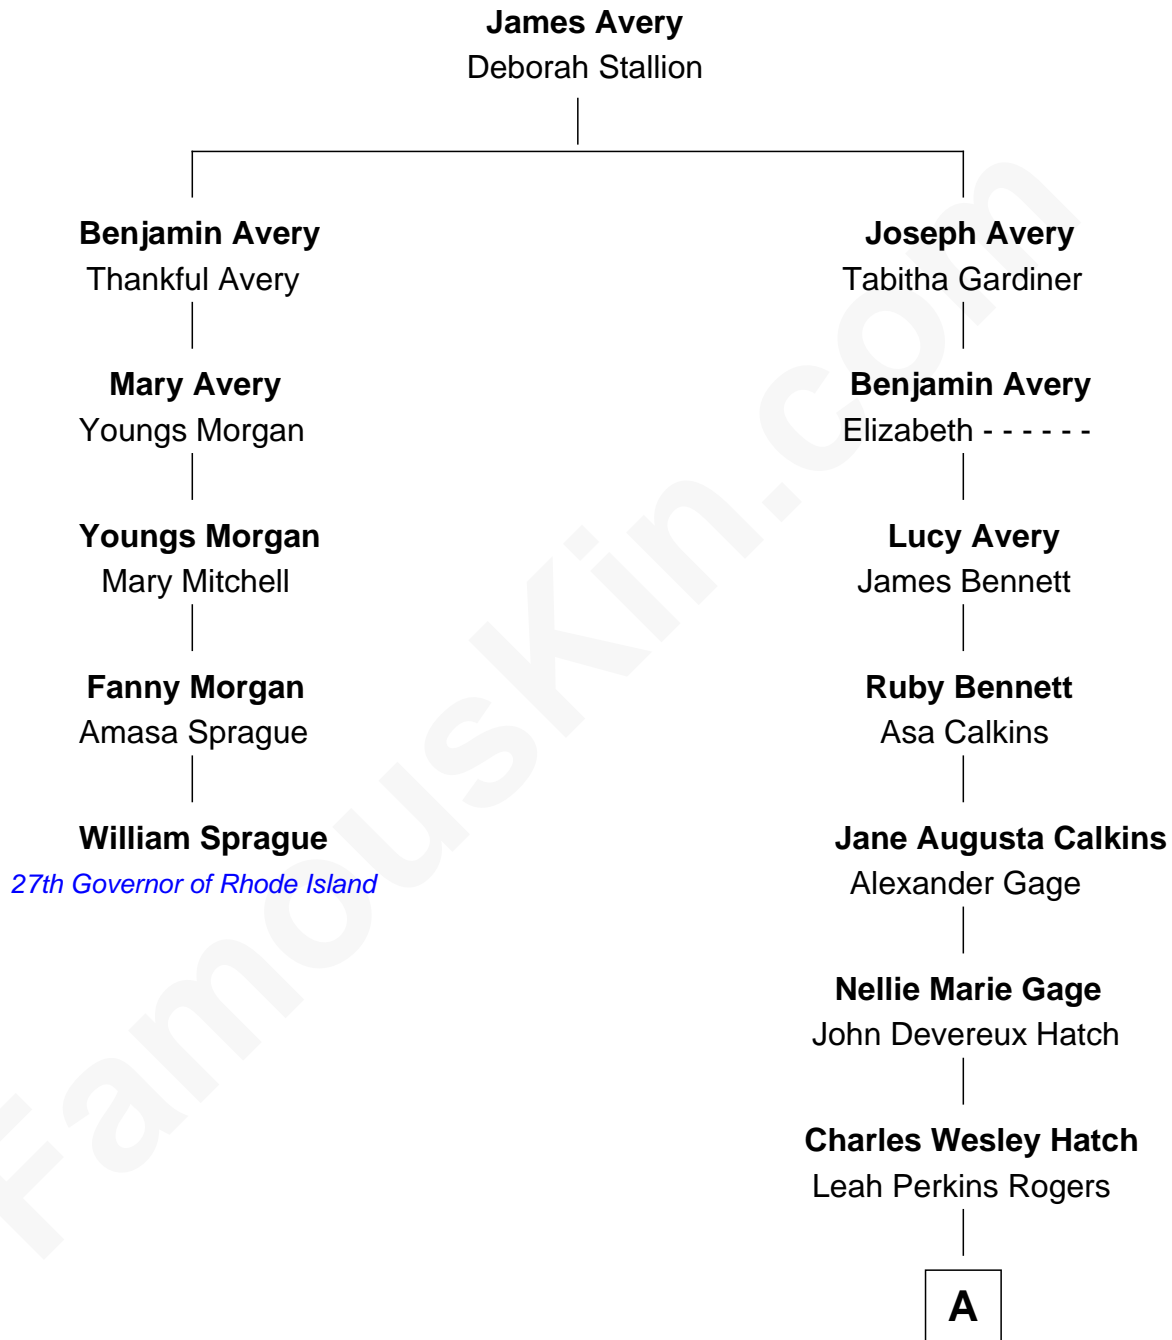 James Avery
Deborah Stallion
Benjamin Avery
Thankful Avery
Joseph Avery
Tabitha Gardiner
Mary Avery
Youngs Morgan
Benjamin Avery
Elizabeth - - - - - -
Youngs Morgan
Mary Mitchell
Lucy Avery
James Bennett
Fanny Morgan
Amasa Sprague
Ruby Bennett
Asa Calkins
William Sprague
27th Governor of Rhode Island
Jane Augusta Calkins
Alexander Gage
Nellie Marie Gage
John Devereux Hatch
Charles Wesley Hatch
Leah Perkins Rogers
A
FamousKin.com